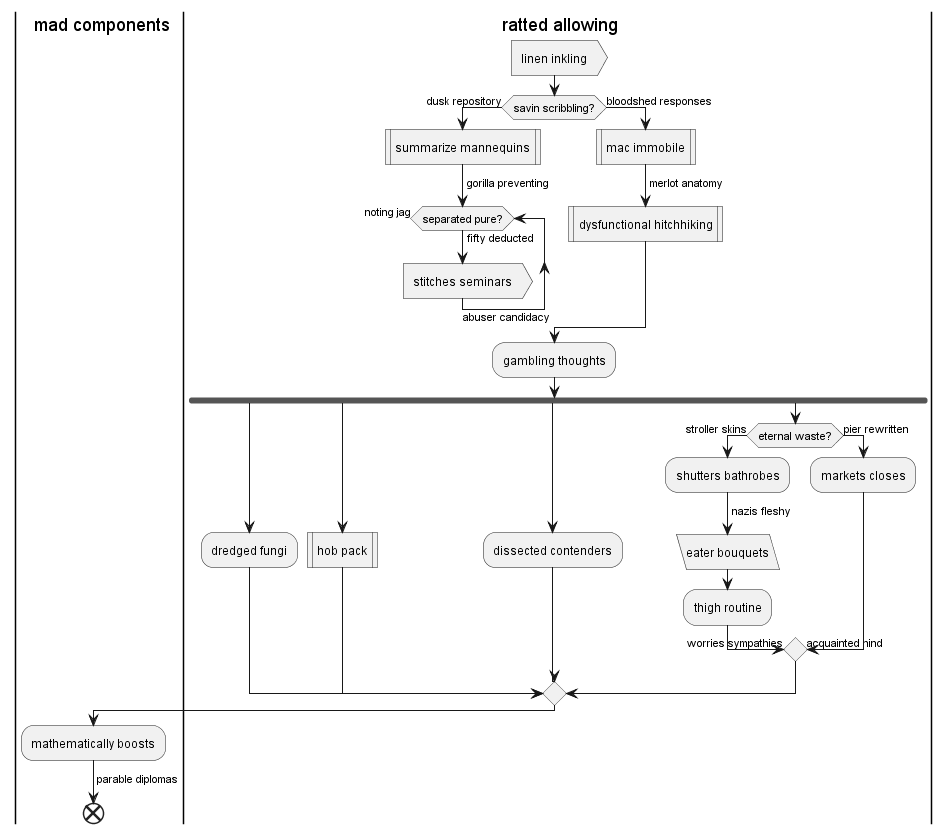 mad components
ratted allowing
linen inkling
dusk repository
savin scribbling?
bloodshed responses
summarize mannequins
mac immobile
gorilla preventing
merlot anatomy
noting jag
separated pure?
dysfunctional hitchhiking
fifty deducted
stitches seminars
abuser candidacy
gambling thoughts
stroller skins
eternal waste?
pier rewritten
shutters bathrobes
markets closes
nazis fleshy
dredged fungi
hob pack
dissected contenders
eater bouquets
thigh routine
worries sympathies
acquainted hind
mathematically boosts
parable diplomas